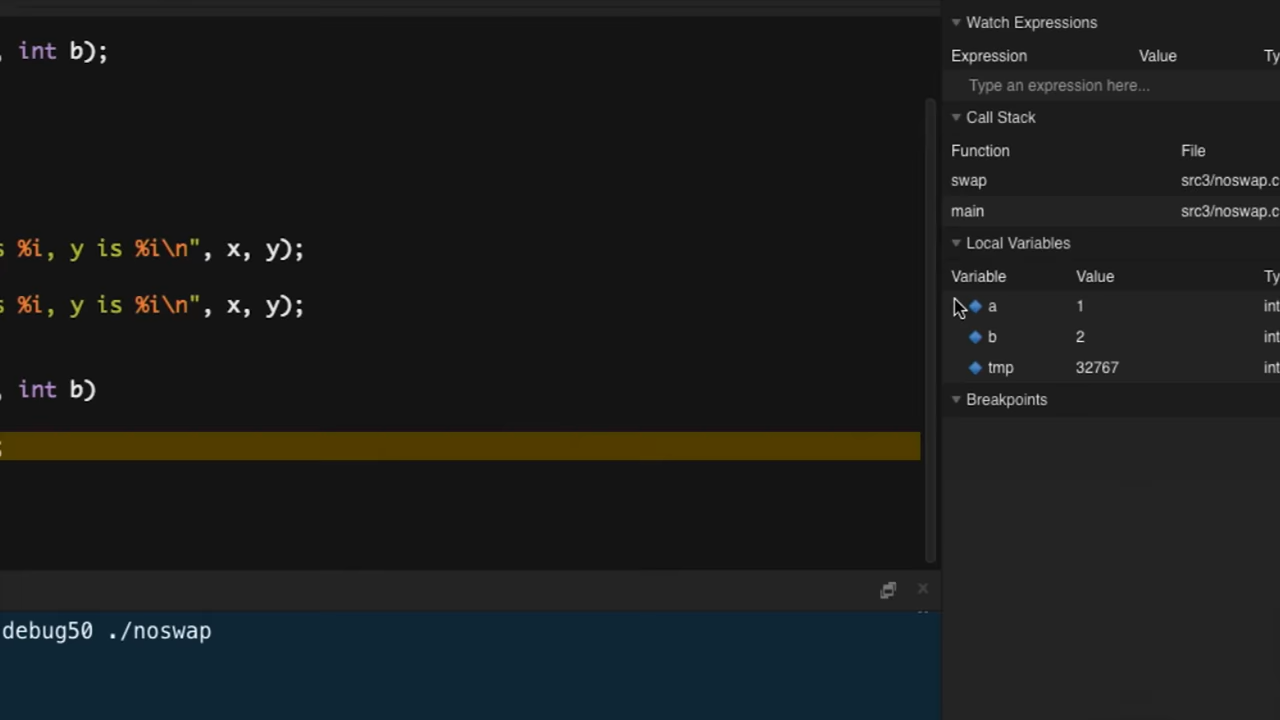 , int b);
s %i, y is %i\n", x, y);
s %i, y is %i\n", x, y);
, int b)
;
debug50 ./noswap
Watch Expressions
Expression Value Ty
Type an expression here...
Call Stack
Function File
swap src3/noswap.c
main src3/noswap.c
Local Variables
Variable Value Ty
a 1 int
b 2 int
tmp 32767 int
Breakpoints